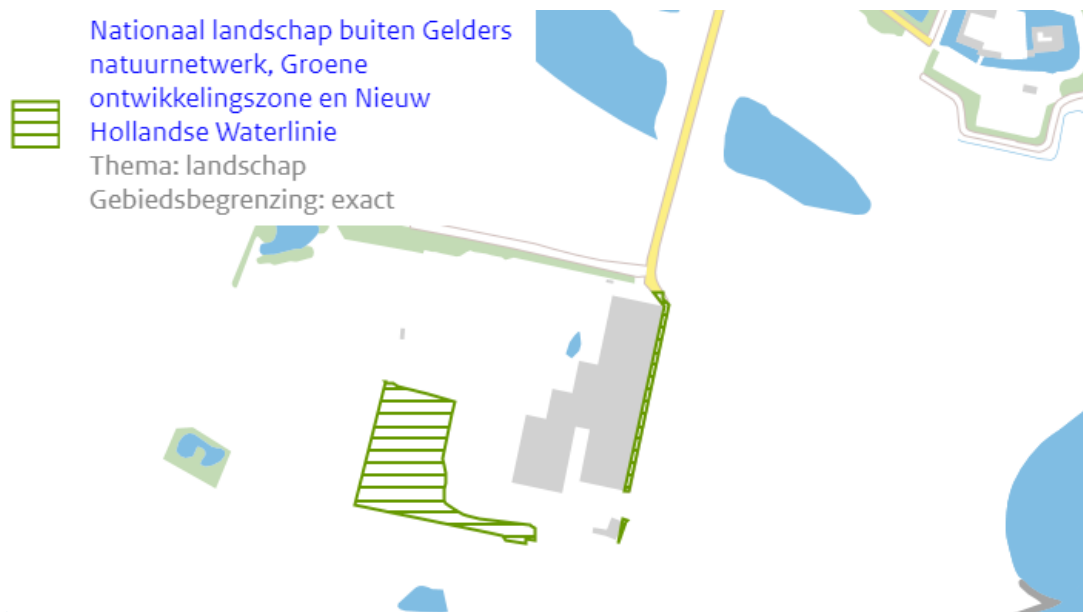 Nationaal landschap buiten Gelders
natuurnetwerk, Groene
ontwikkelingszone en Nieuw
Hollandse Waterlinie
Thema: landschap
Gebiedsbegrenzing: exact